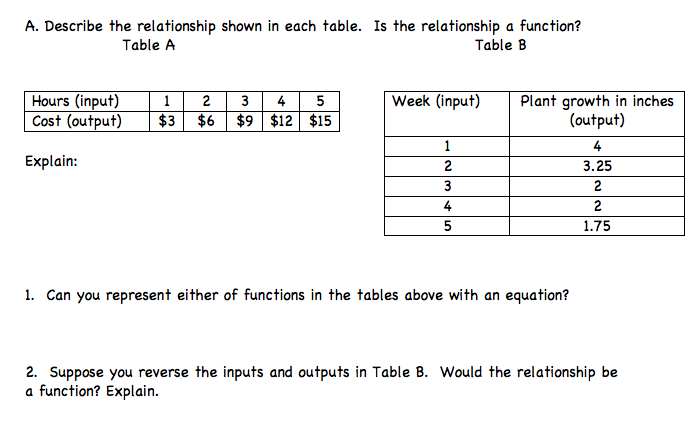 A. Describe the relationship shown in each table. Is the relationship a function?
Table A Table B
Hours (input) 1 2 3 4 5
Cost (output) $3 $6 $9 $12 $15
Explain:
Week (input) Plant growth in inches
(output)
1 4
2 3.25
3 2
4 2
5 1.75
1. Can you represent either of functions in the tables above with an equation?
2. Suppose you reverse the inputs and outputs in Table B. Would the relationship be
a function? Explain.